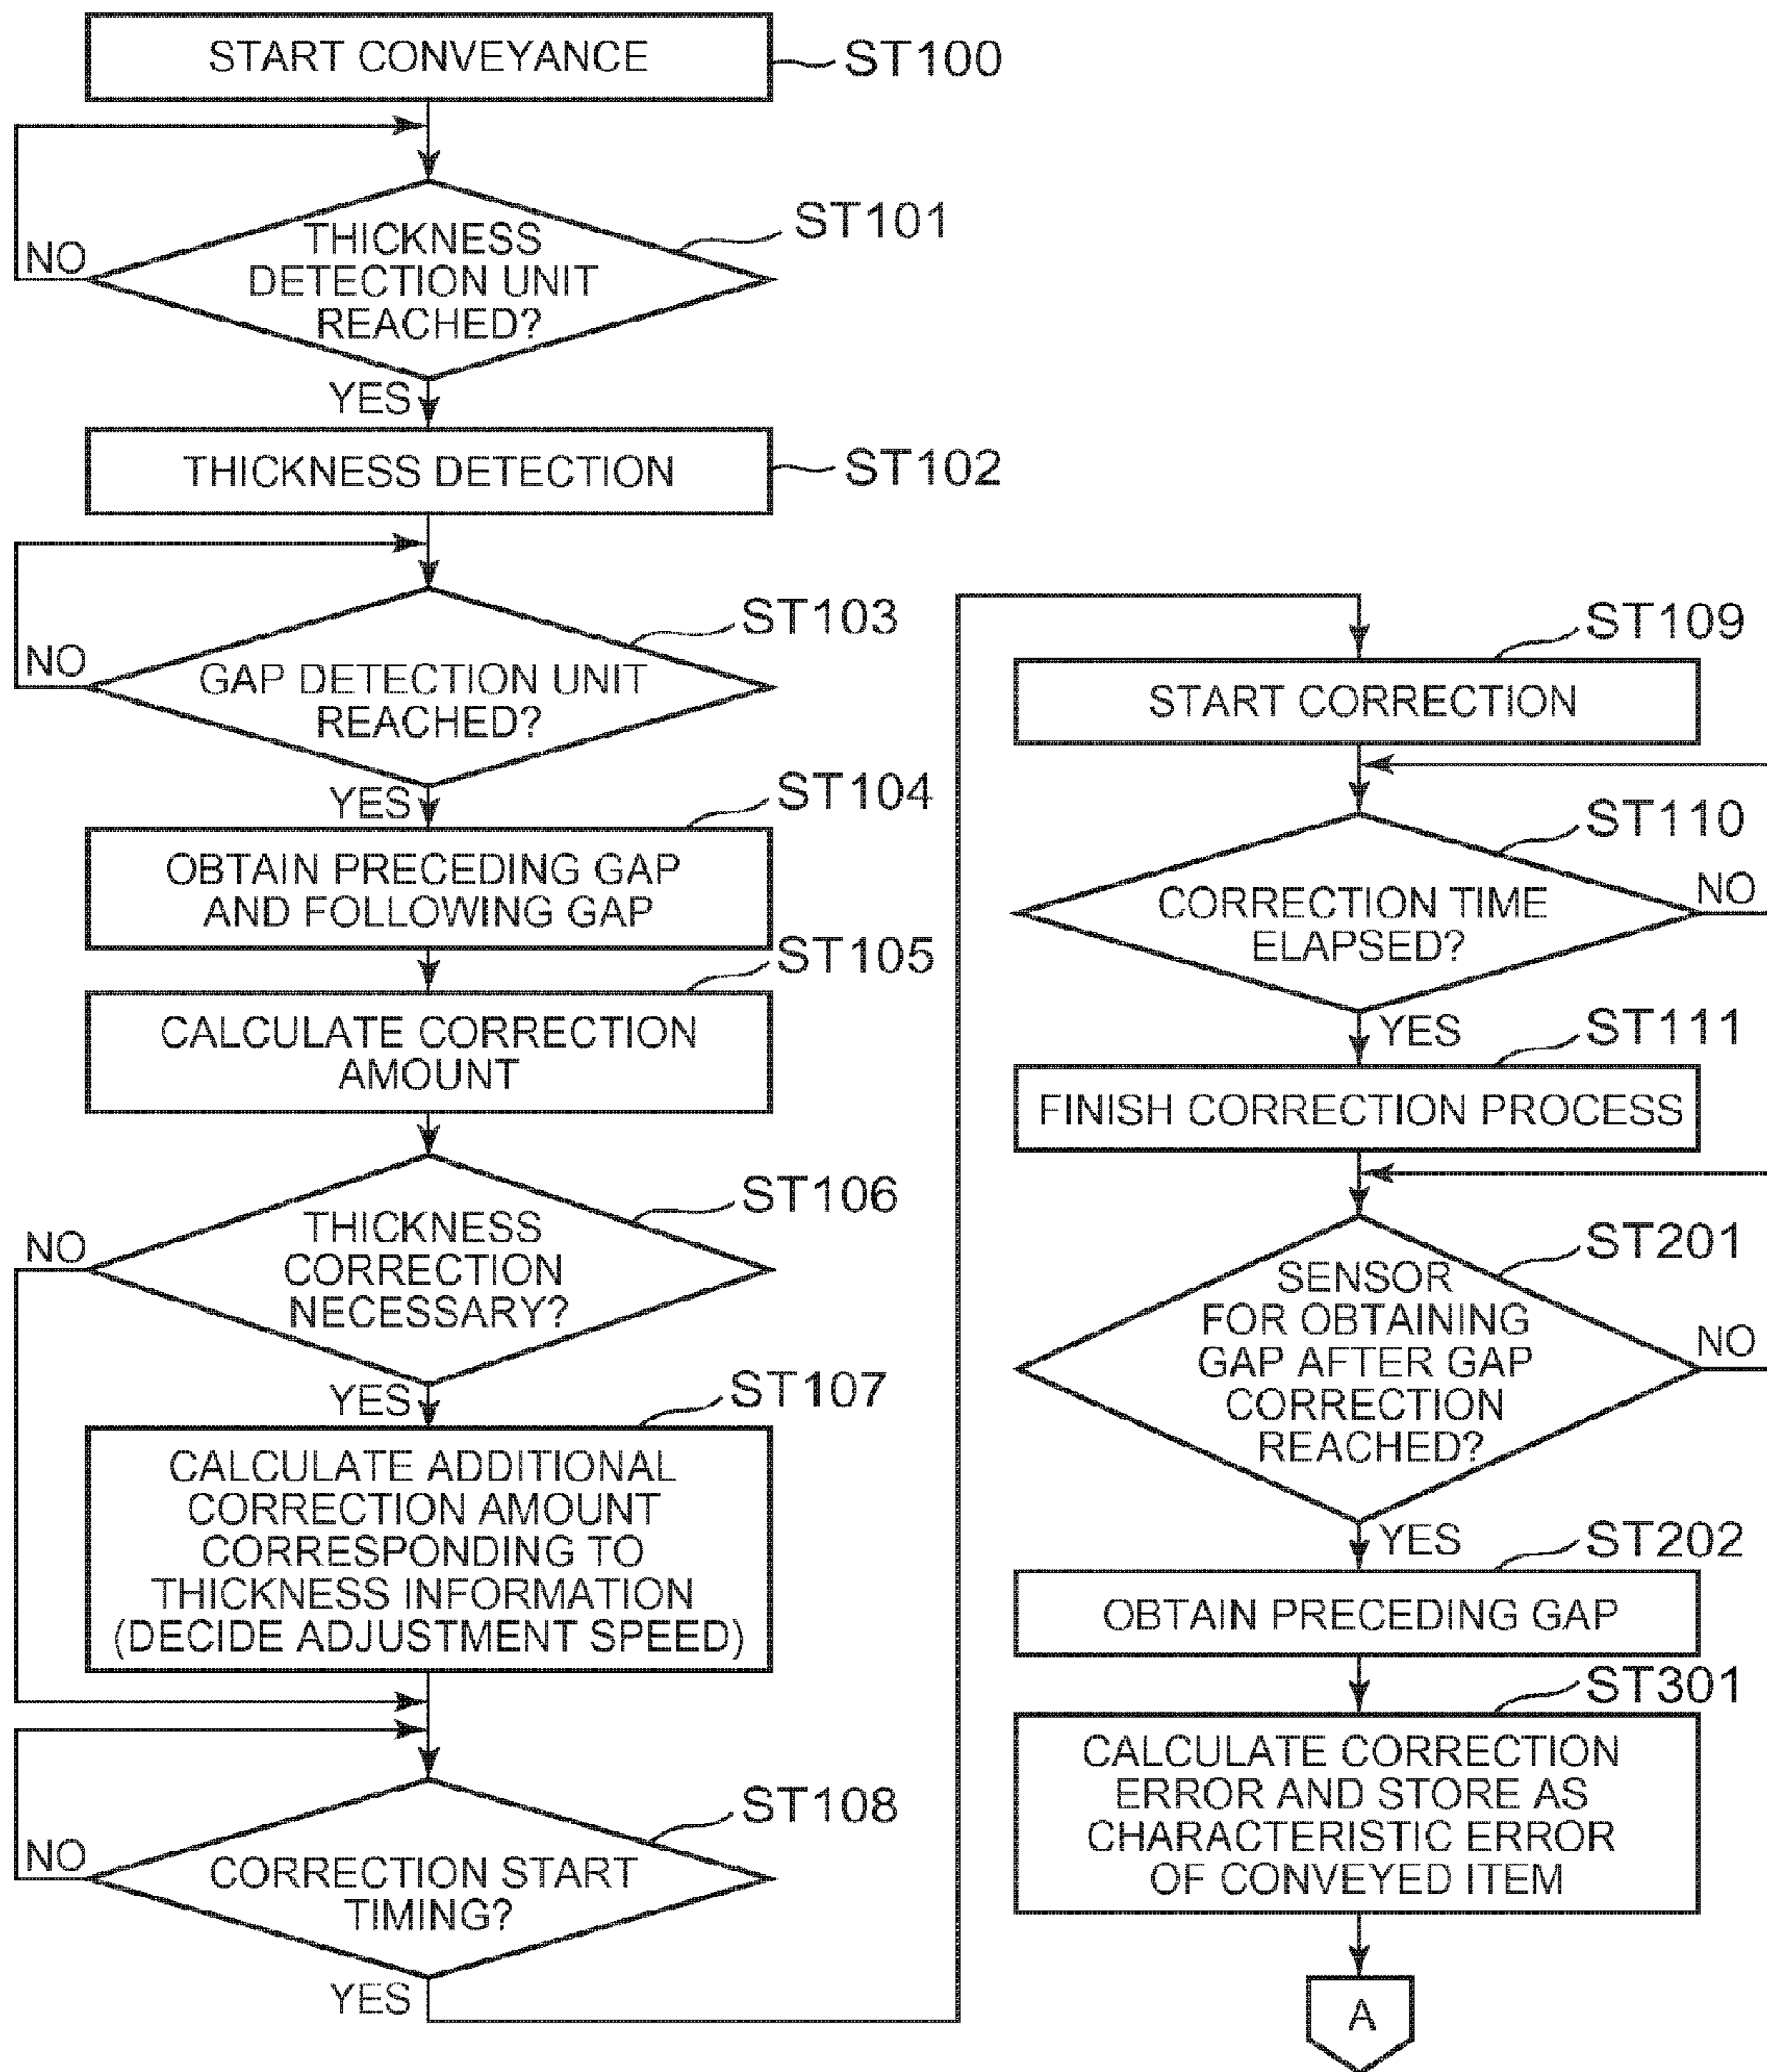 START CONVEYANCE
ST100
THICKNESS
DETECTION UNIT
REACHED?
ST101
NO
YES
THICKNESS DETECTION
ST102
GAP DETECTION UNIT
REACHED?
ST103
NO
YES
OBTAIN PRECEDING GAP
AND FOLLOWING GAP
ST104
CALCULATE CORRECTION
AMOUNT
ST105
THICKNESS
CORRECTION
NECESSARY?
ST106
NO
YES
CALCULATE ADDITIONAL
CORRECTION AMOUNT
CORRESPONDING TO
THICKNESS INFORMATION
(DECIDE ADJUSTMENT SPEED)
ST107
CORRECTION START
TIMING?
ST108
NO
YES
START CORRECTION
ST109
CORRECTION TIME
ELAPSED?
ST110
NO
YES
FINISH CORRECTION PROCESS
ST111
SENSOR
FOR OBTAINING
GAP AFTER GAP
CORRECTION
REACHED?
ST201
NO
YES
OBTAIN PRECEDING GAP
ST202
CALCULATE CORRECTION
ERROR AND STORE AS
CHARACTERISTIC ERROR
OF CONVEYED ITEM
ST301
A